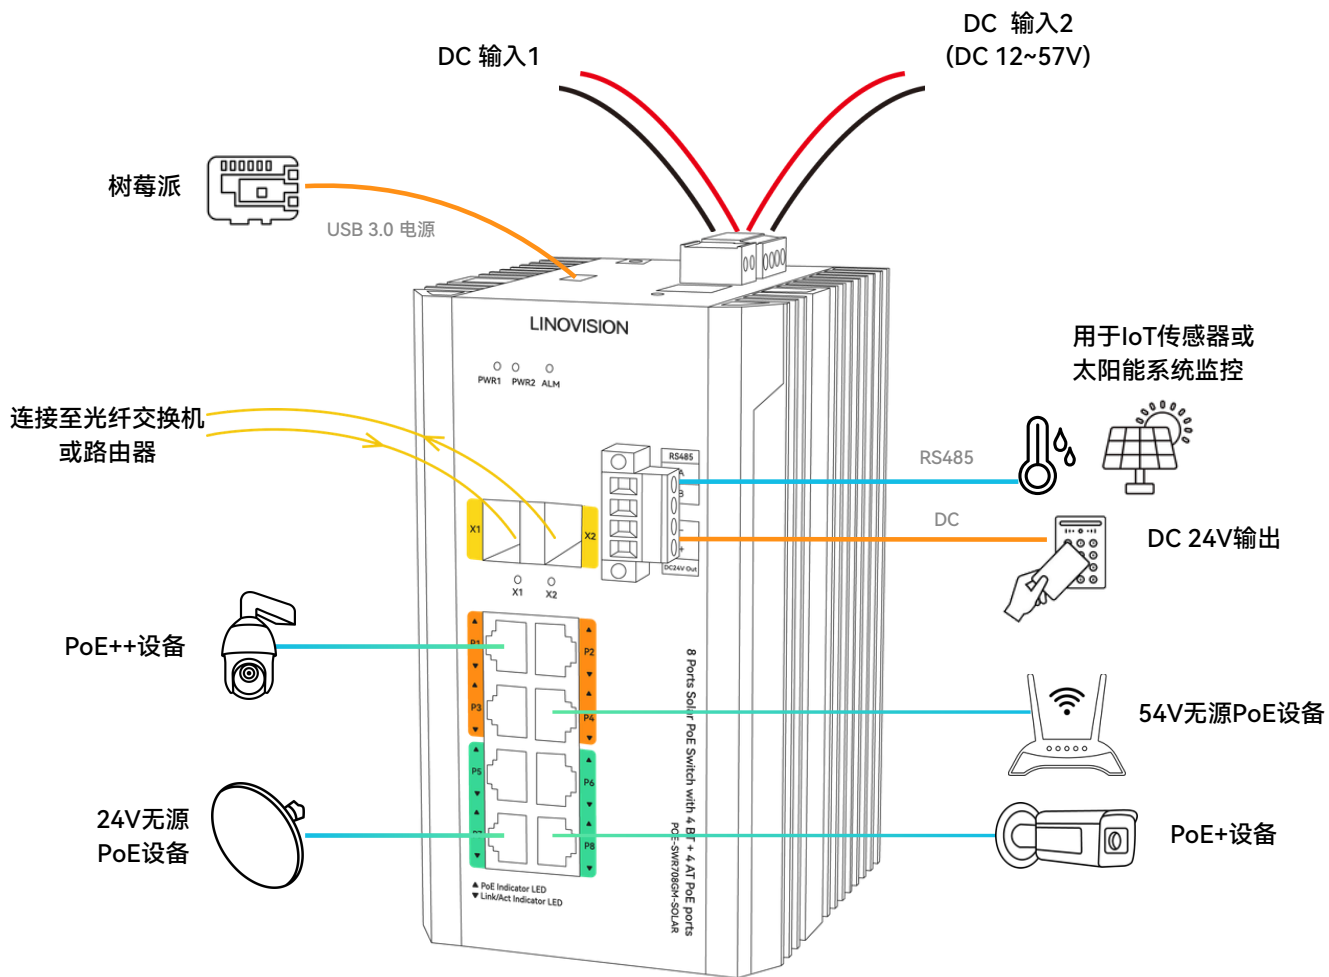 DC 输入1
DC 输入2
(DC 12~57V)
树莓派
USB 3.0 电源
LINOVISION
PWR1 PWR2 ALM
用于IoT传感器或
太阳能系统监控
连接至光纤交换机
或路由器
RS485
A
B
-
+
DC24V Out
RS485
DC
DC 24V输出
X1
X2
X1 X2
PoE++设备
P1
P2
P3
P4
P5
P6
P7
P8
54V无源PoE设备
24V无源
PoE设备
PoE+设备
▲ PoE Indicator LED
▼ Link/Act Indicator LED
8 Ports Solar PoE Switch with 4 BT + 4 AT PoE ports
POE-SWR708GM-SOLAR